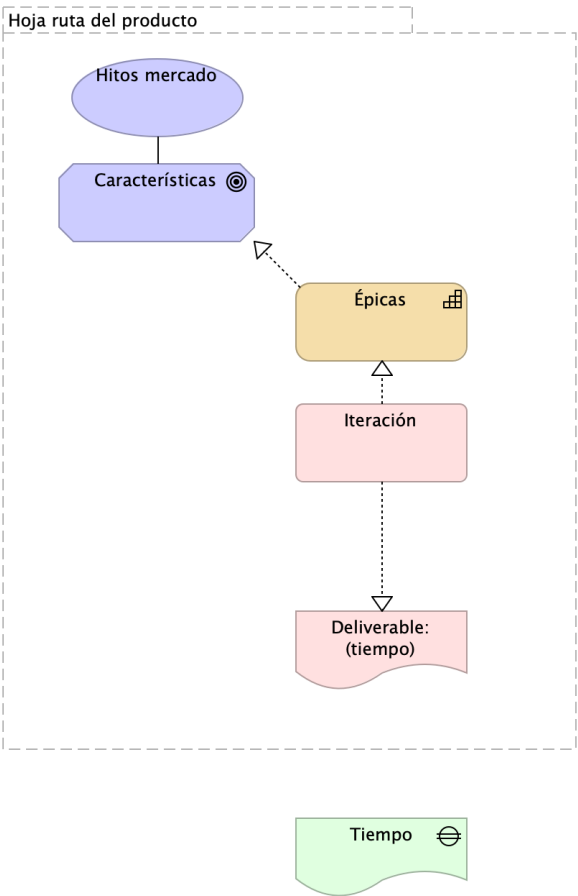 Hoja ruta del producto
Hitos mercado
Características
Épicas
Iteración
Deliverable:
(tiempo)
Tiempo